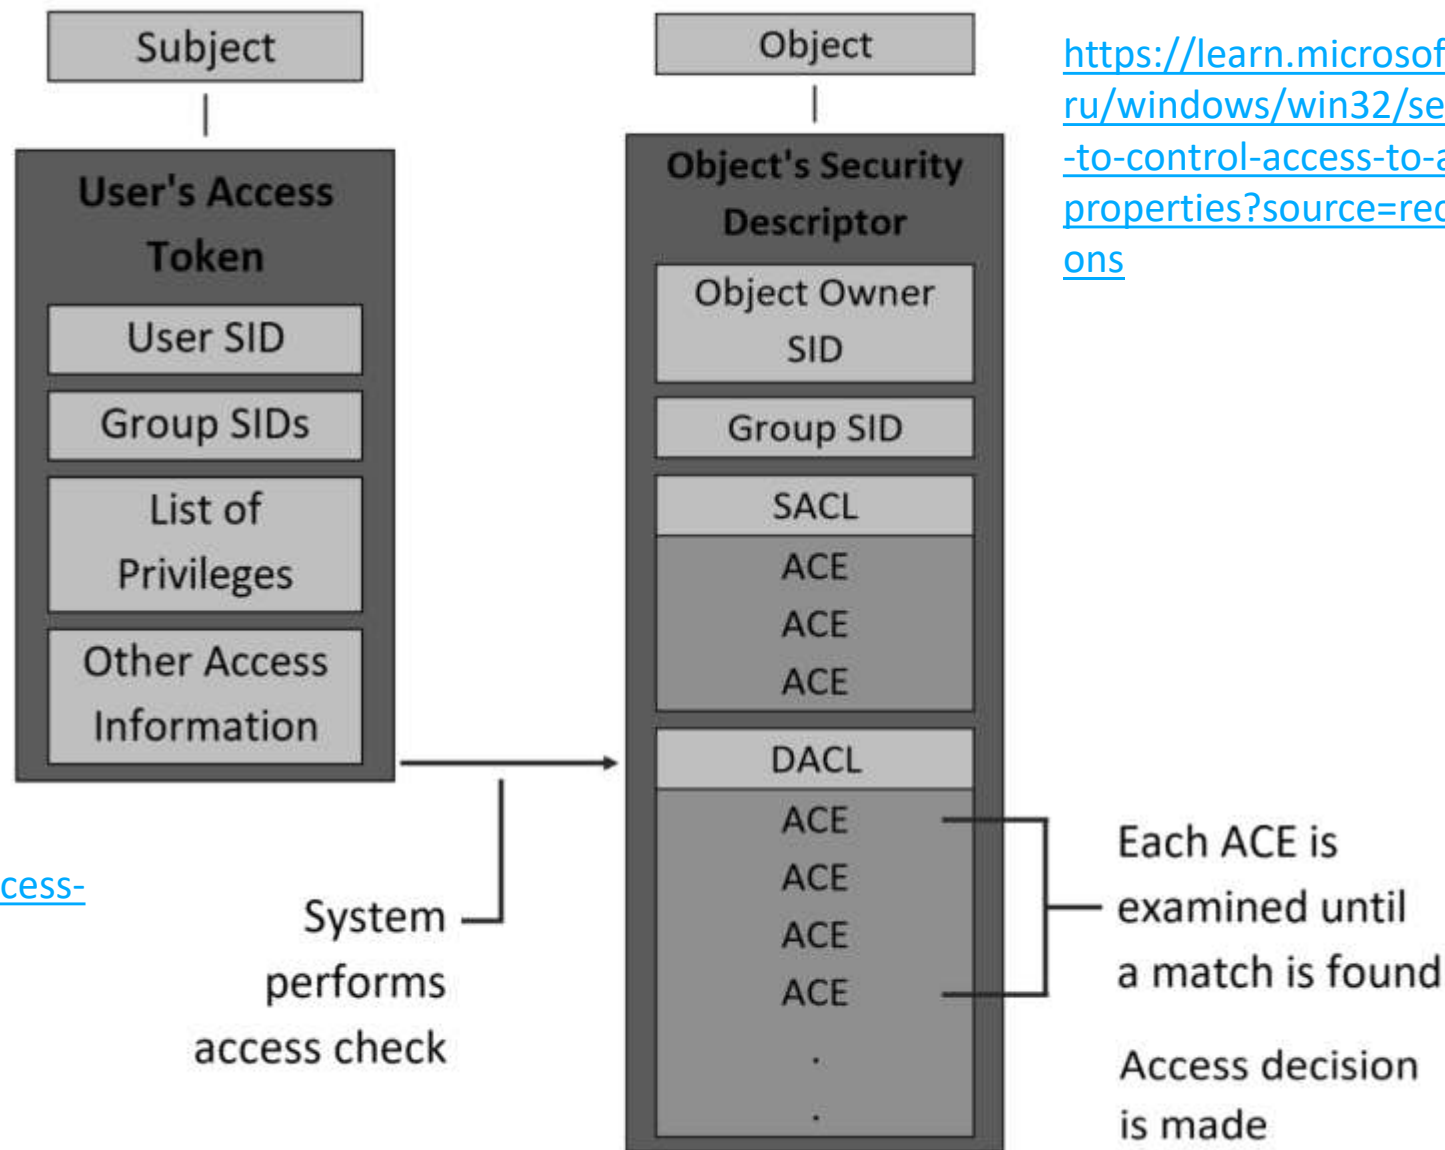 Subject
User's Access
Token
User SID
Group SIDs
List of
Privileges
Other Access
Information
System
performs
access check
cess-
Object
Object's Security
Descriptor
Object Owner
SID
Group SID
SACL
ACE
ACE
ACE
DACL
ACE
ACE
ACE
ACE
.
.
Each ACE is
examined until
a match is found
Access decision
is made
https://learn.microsof
ru/windows/win32/se
-to-control-access-to-a
properties?source=rec
ons